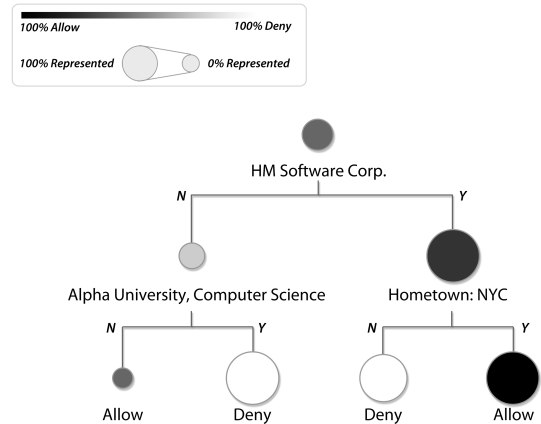 100% Allow
100% Deny
100% Represented
0% Represented
HM Software Corp.
N
Y
Alpha University, Computer Science
Hometown: NYC
N
Y
N
Y
Allow
Deny
Deny
Allow